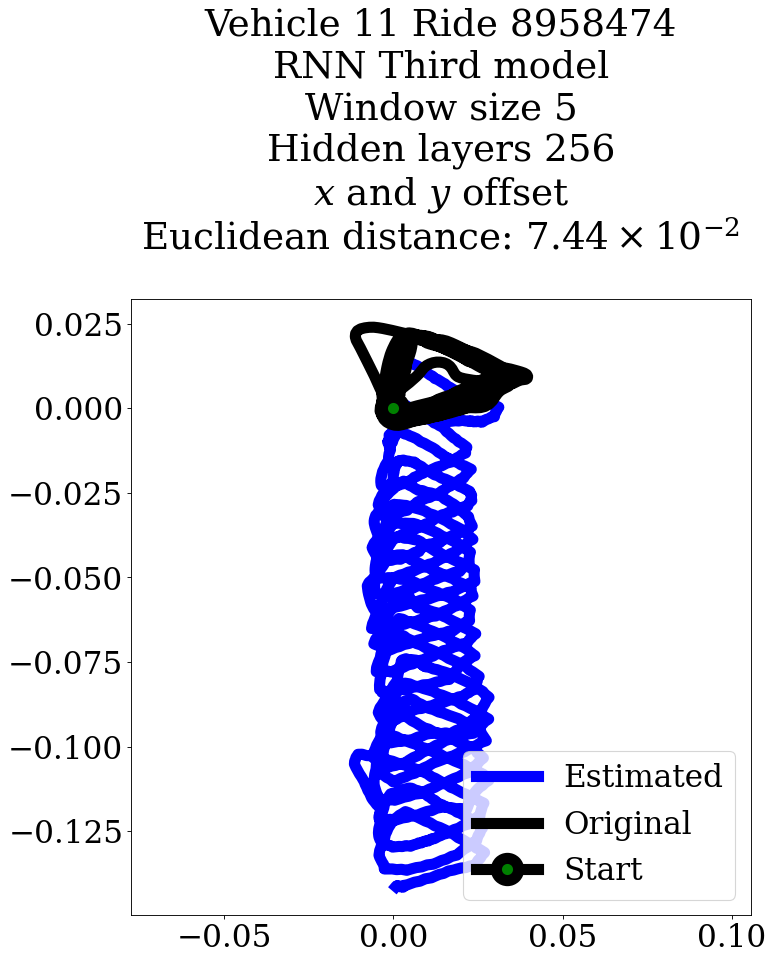 Vehicle 11 Ride 8958474
RNN Third model
Window size 5
Hidden layers 256
x and y offset
Euclidean distance: 7.44 × 10⁻²
0.025
0.000
−0.025
−0.050
−0.075
−0.100
−0.125
Estimated
Original
Start
−0.05 0.00 0.05 0.10